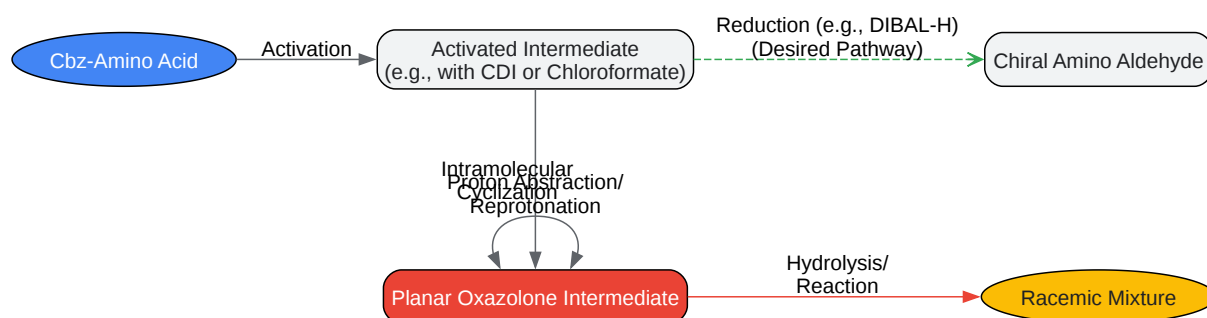 Cbz-Amino Acid
Activation
Activated Intermediate
(e.g., with CDI or Chloroformate)
Reduction (e.g., DIBAL-H)
(Desired Pathway)
Chiral Amino Aldehyde
Intramolecular
Cyclization
Proton Abstraction/
Reprotonation
Planar Oxazolone Intermediate
Hydrolysis/
Reaction
Racemic Mixture